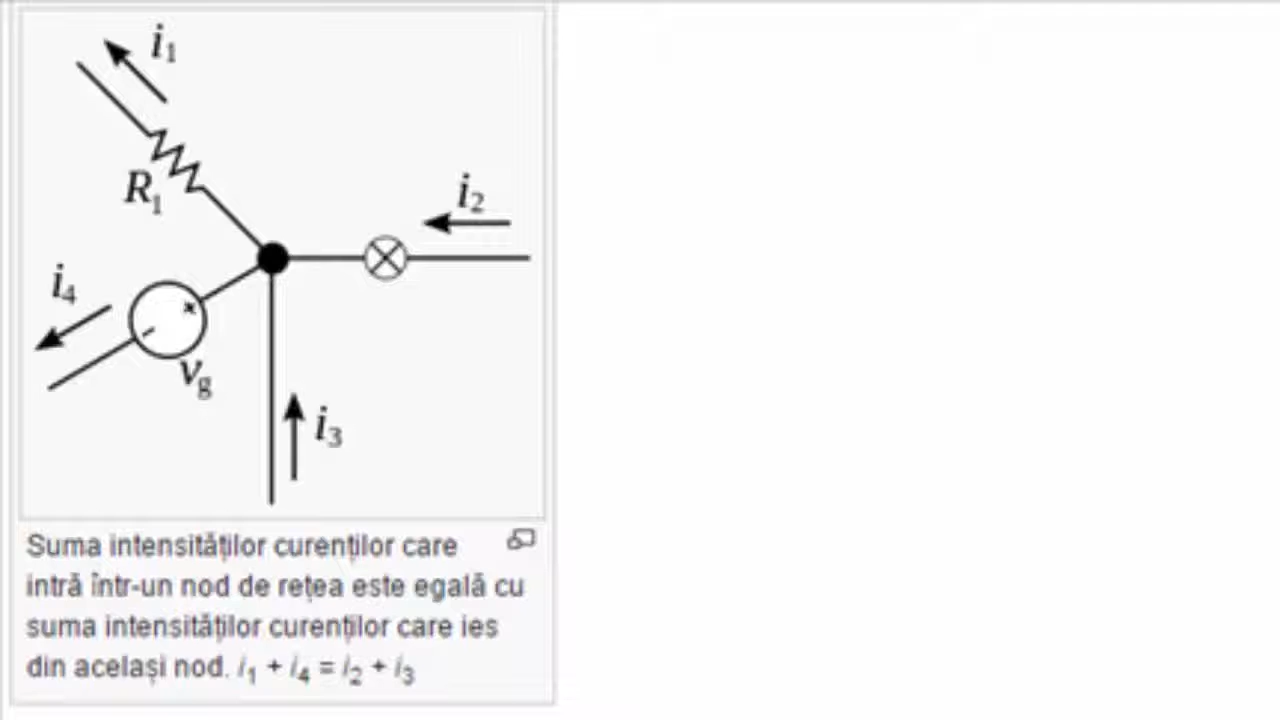 i1
R1
i2
i4
vg
i3
Suma intensităților curenților care
intră într-un nod de rețea este egală cu
suma intensităților curenților care ies
din același nod. i1 + i4 = i2 + i3